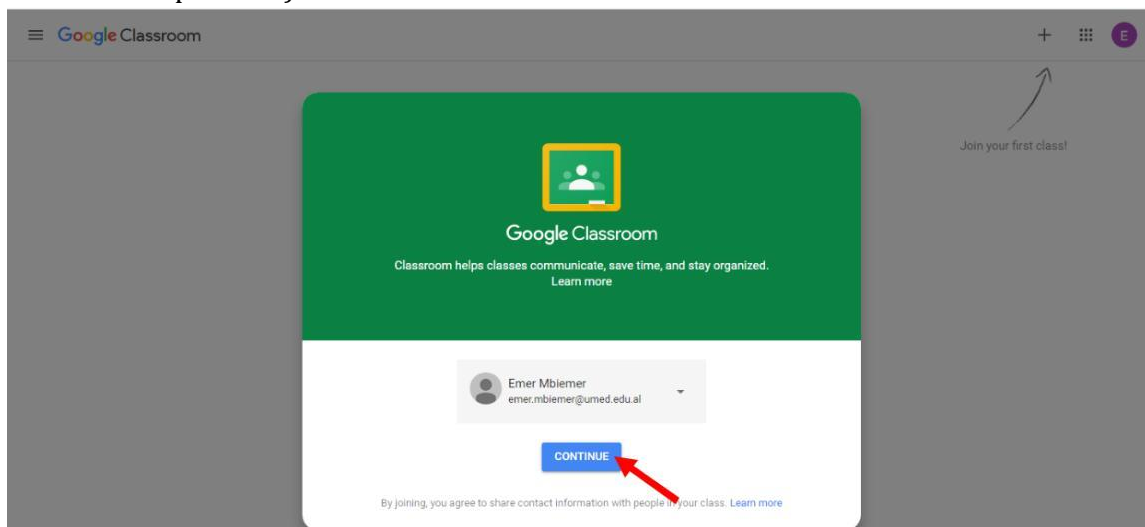 Google Classroom
E
Join your first class!
Google Classroom
Classroom helps classes communicate, save time, and stay organized.
Learn more
Emer Mbiemer
emer.mbiemer@umed.edu.al
CONTINUE
By joining, you agree to share contact information with people in your class. Learn more